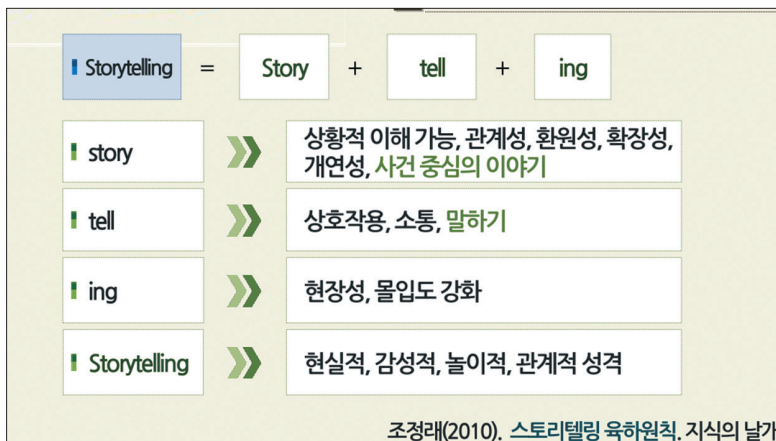 Storytelling = Story + tell + ing
story
상황적 이해 가능, 관계성, 환원성, 확장성,
개연성, 사건 중심의 이야기
tell
상호작용, 소통, 말하기
ing
현장성, 몰입도 강화
Storytelling
현실적, 감성적, 놀이적, 관계적 성격
조정래(2010). 스토리텔링 육하원칙. 지식의 날개